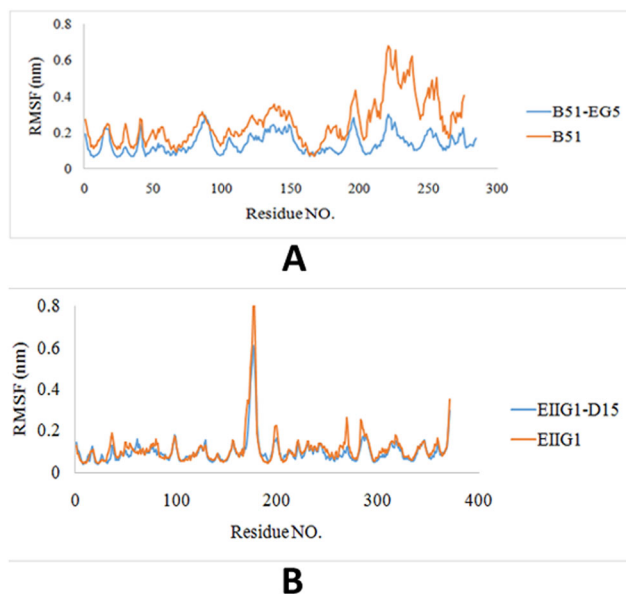 0.8
0.6
0.4
0.2
0
RMSF (nm)
0 50 100 150 200 250 300
Residue NO.
B51-EG5
B51
A
0.8
0.6
0.4
0.2
0
RMSF (nm)
0 100 200 300 400
Residue NO.
EIIG1-D15
EIIG1
B